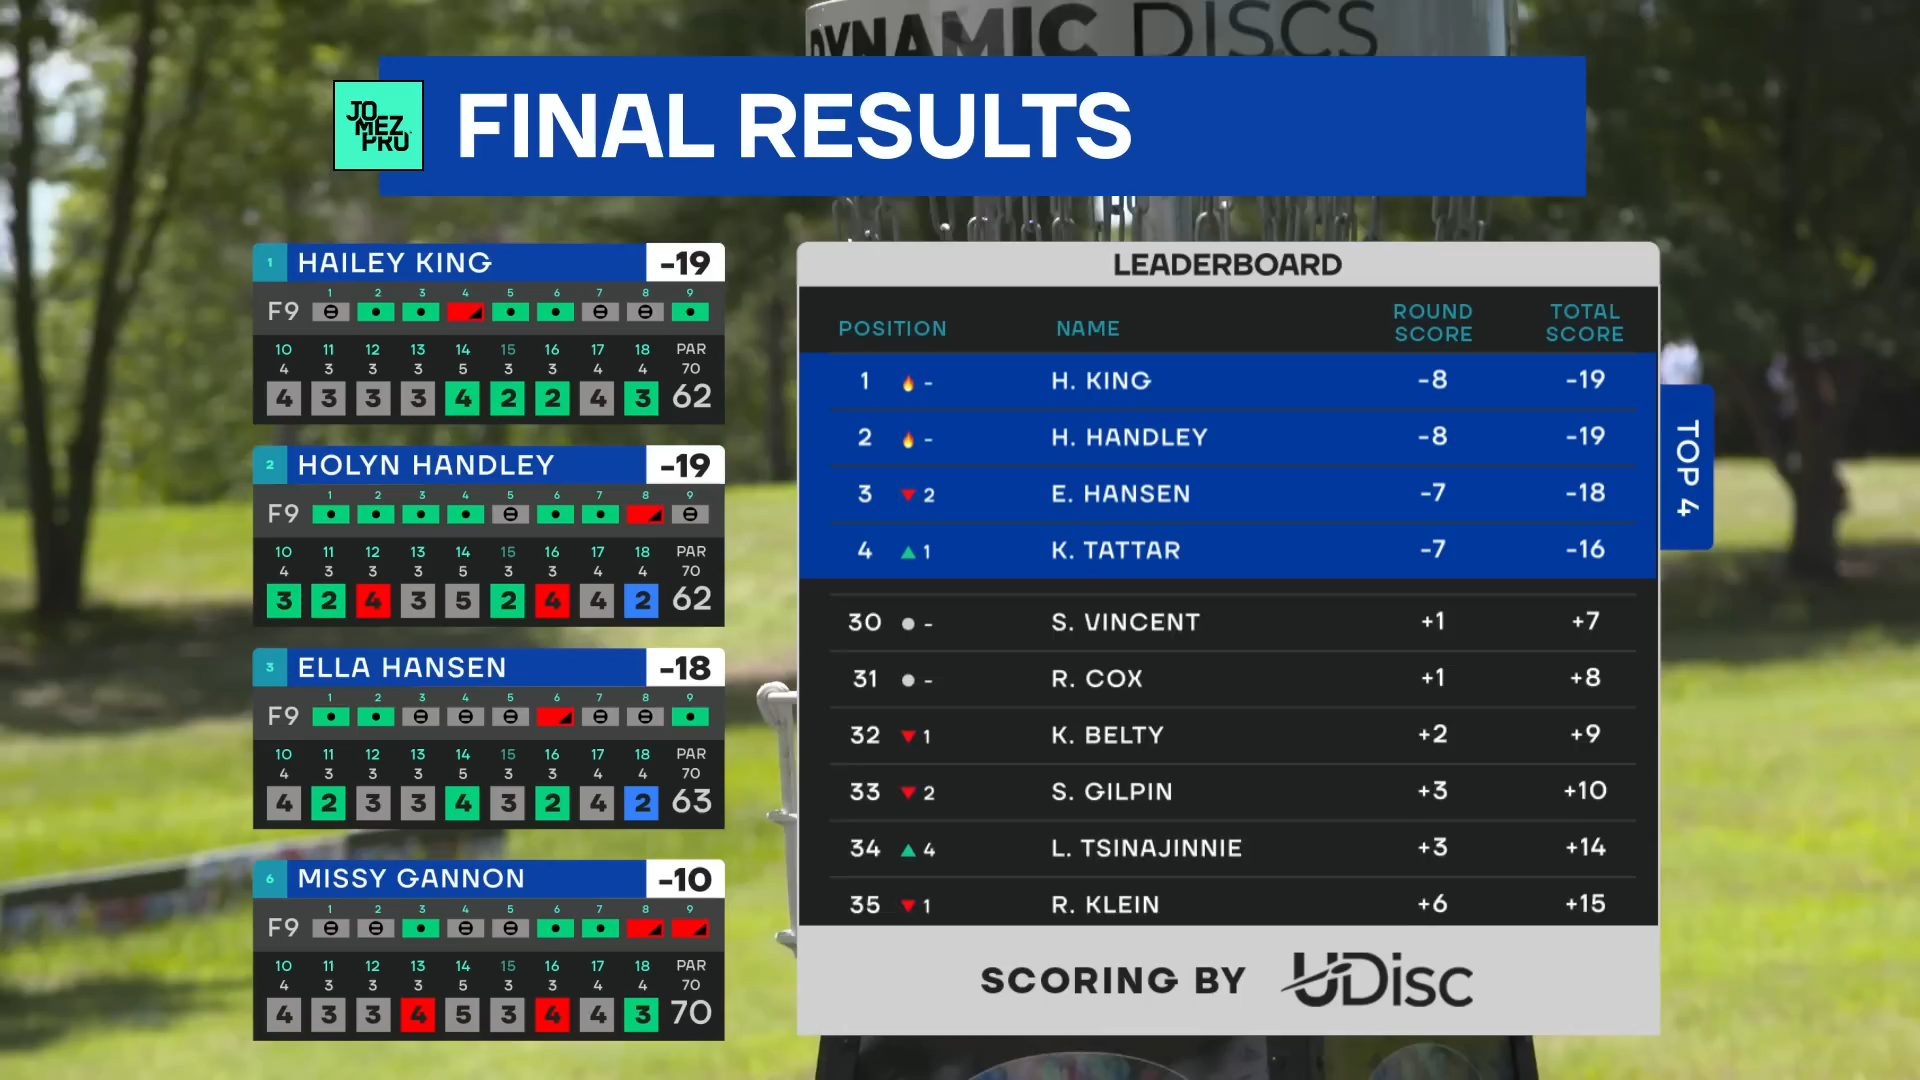 DYNAMIC DISCS
JOMEZPRO
FINAL RESULTS
1 HAILEY KING -19
1 2 3 4 5 6 7 8 9
F9
10 11 12 13 14 15 16 17 18 PAR
4 3 3 3 5 3 3 4 4 70
4 3 3 3 4 2 2 4 3 62
2 HOLYN HANDLEY -19
1 2 3 4 5 6 7 8 9
F9
10 11 12 13 14 15 16 17 18 PAR
4 3 3 3 5 3 3 4 4 70
3 2 4 3 5 2 4 4 2 62
3 ELLA HANSEN -18
1 2 3 4 5 6 7 8 9
F9
10 11 12 13 14 15 16 17 18 PAR
4 3 3 3 5 3 3 4 4 70
4 2 3 3 4 3 2 4 2 63
6 MISSY GANNON -10
1 2 3 4 5 6 7 8 9
F9
10 11 12 13 14 15 16 17 18 PAR
4 3 3 3 5 3 3 4 4 70
4 3 3 4 5 3 4 4 3 70
LEADERBOARD
POSITION NAME ROUND SCORE TOTAL SCORE
1 - H. KING -8 -19
2 - H. HANDLEY -8 -19
3 2 E. HANSEN -7 -18
4 1 K. TATTAR -7 -16
30 - S. VINCENT +1 +7
31 - R. COX +1 +8
32 1 K. BELTY +2 +9
33 2 S. GILPIN +3 +10
34 4 L. TSINAJINNIE +3 +14
35 1 R. KLEIN +6 +15
TOP 4
SCORING BY UDisc